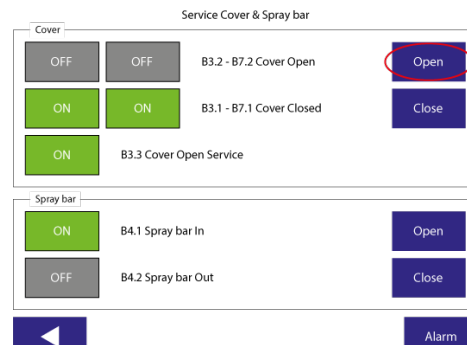 Service Cover & Spray bar
Cover
OFF OFF B3.2 - B7.2 Cover Open Open
ON ON B3.1 - B7.1 Cover Closed Close
ON B3.3 Cover Open Service
Spray bar
ON B4.1 Spray bar In Open
OFF B4.2 Spray bar Out Close
Alarm